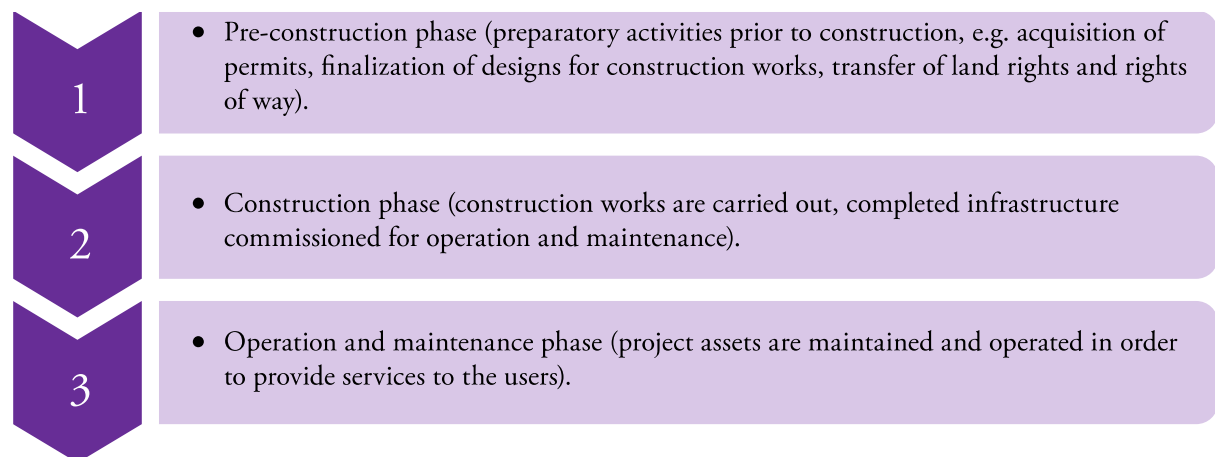 1
• Pre-construction phase (preparatory activities prior to construction, e.g. acquisition of
permits, finalization of designs for construction works, transfer of land rights and rights
of way).
2
• Construction phase (construction works are carried out, completed infrastructure
commissioned for operation and maintenance).
3
• Operation and maintenance phase (project assets are maintained and operated in order
to provide services to the users).